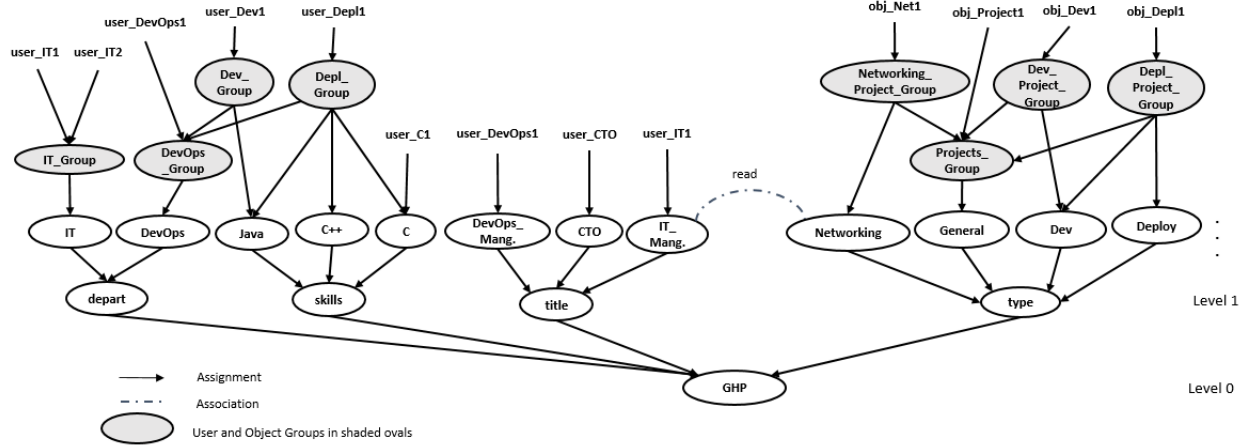 user_DevOps1
user_Dev1
user_Depl1
obj_Net1
obj_Project1
obj_Dev1
obj_Depl1
user_IT1
user_IT2
Dev_
Group
Depl_
Group
Networking_
Project_Group
Dev_
Project_
Group
Depl_
Project_
Group
user_C1
user_DevOps1
user_CTO
user_IT1
IT_Group
DevOps
_Group
Projects_
Group
read
IT
DevOps
Java
C++
C
DevOps_
Mang.
CTO
IT_
Mang.
Networking
General
Dev
Deploy
depart
skills
title
type
Level 1
GHP
Level 0
Assignment
Association
User and Object Groups in shaded ovals